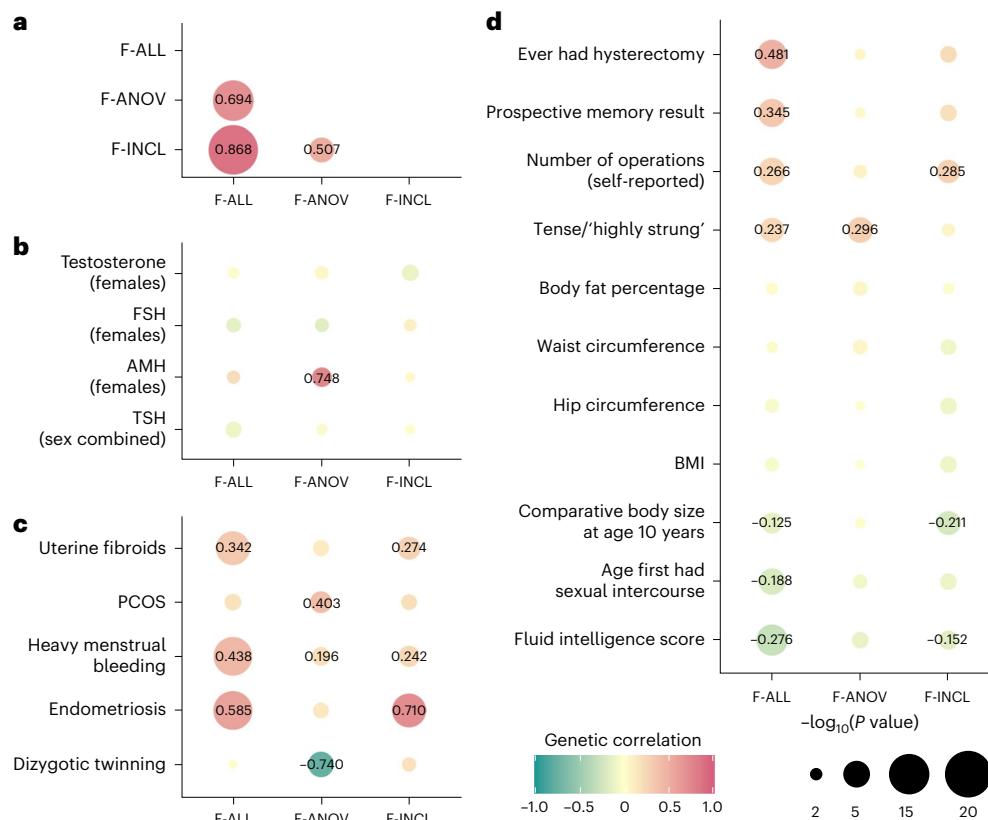 a
F-ALL
F-ANOV
0.694
F-INCL
0.868
0.507
F-ALL
F-ANOV
F-INCL
b
Testosterone
(females)
FSH
(females)
AMH
(females)
0.748
TSH
(sex combined)
F-ALL
F-ANOV
F-INCL
c
Uterine fibroids
0.342
0.274
PCOS
0.403
Heavy menstrual
bleeding
0.438
0.196
0.242
Endometriosis
0.585
0.710
Dizygotic twinning
−0.740
F-ALL
F-ANOV
F-INCL
d
Ever had hysterectomy
0.481
Prospective memory result
0.345
Number of operations
(self-reported)
0.266
0.285
Tense/‘highly strung’
0.237
0.296
Body fat percentage
Waist circumference
Hip circumference
BMI
Comparative body size
at age 10 years
−0.125
−0.211
Age first had
sexual intercourse
−0.188
Fluid intelligence score
−0.276
−0.152
F-ALL
F-ANOV
F-INCL
Genetic correlation
−1.0
−0.5
0
0.5
1.0
−log10(P value)
2
5
15
20